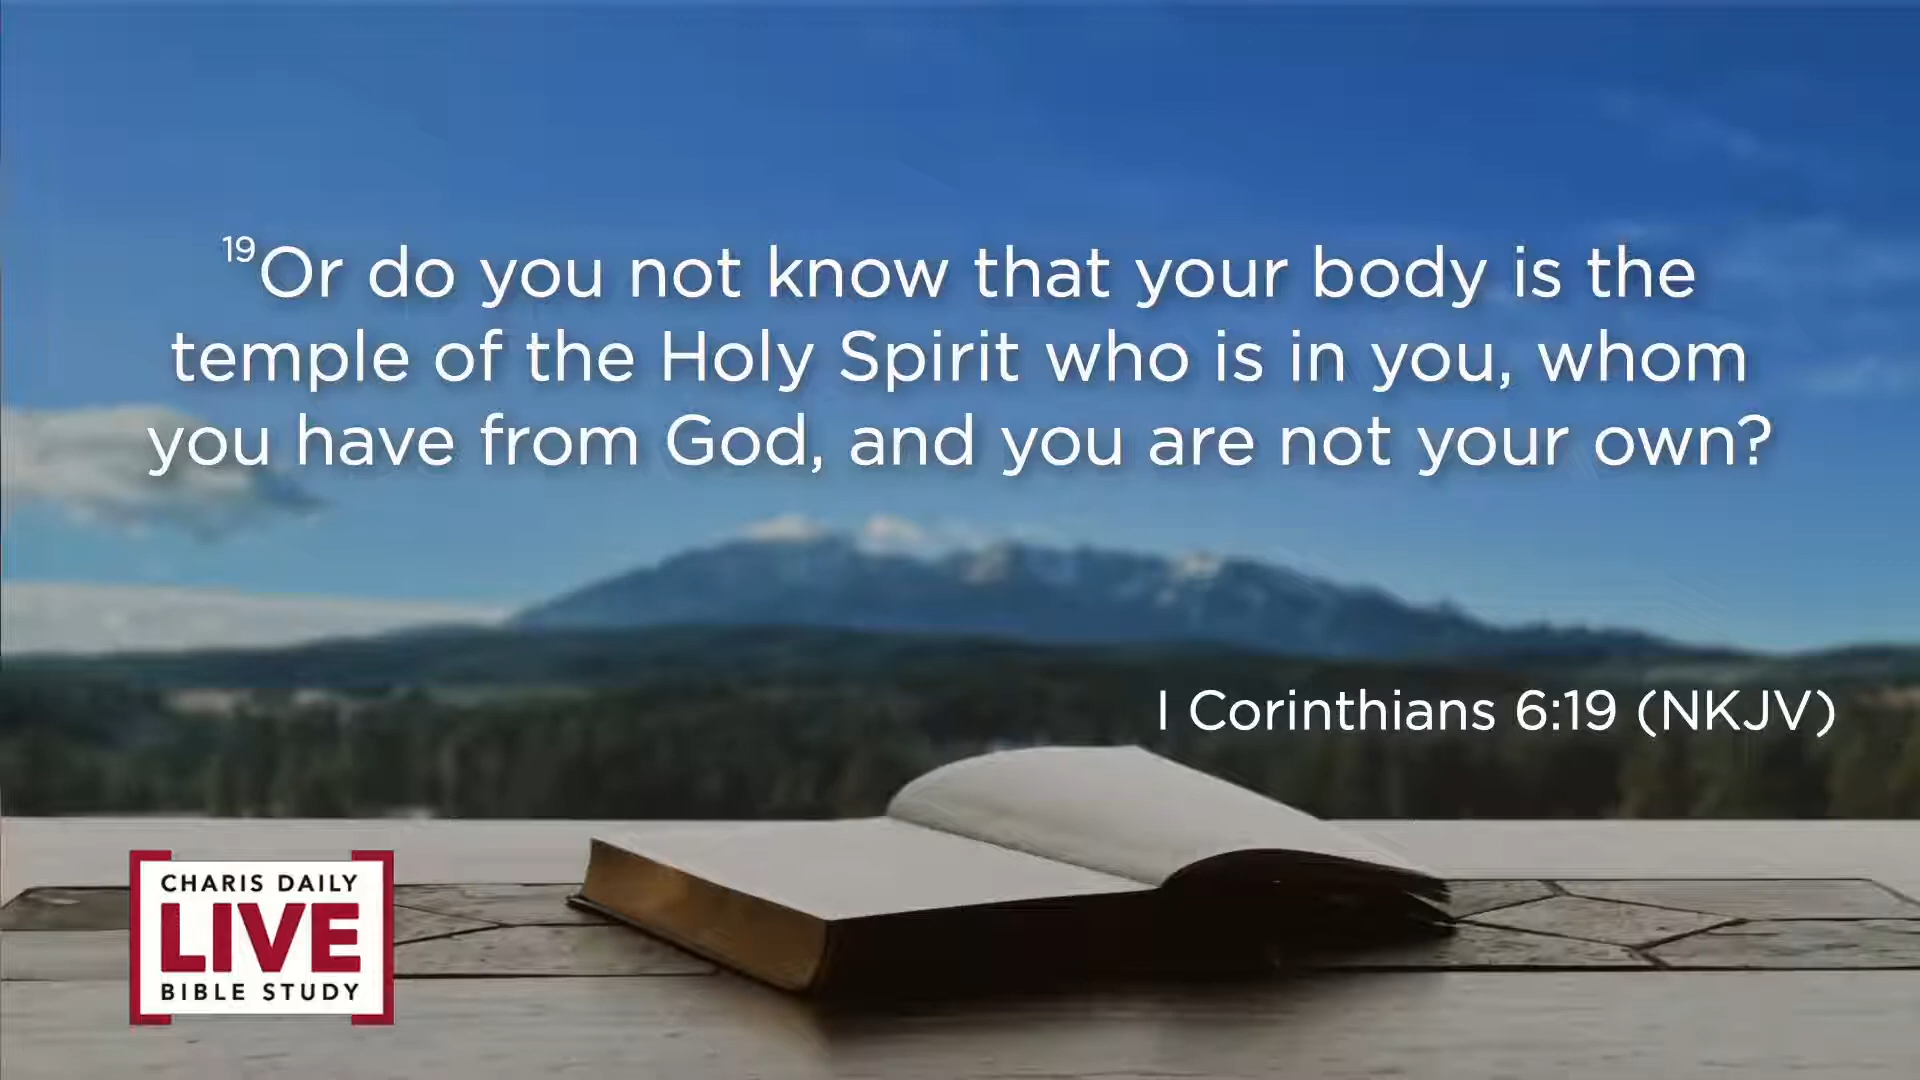 19Or do you not know that your body is the
temple of the Holy Spirit who is in you, whom
you have from God, and you are not your own?
I Corinthians 6:19 (NKJV)
CHARIS DAILY
LIVE
BIBLE STUDY